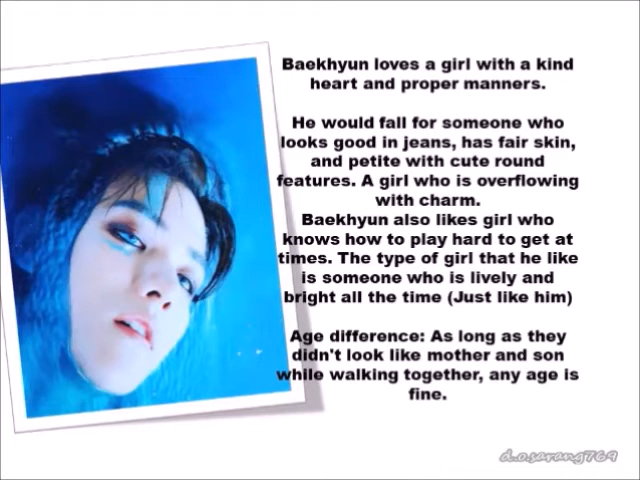 Baekhyun loves a girl with a kind
heart and proper manners.
He would fall for someone who
looks good in jeans, has fair skin,
and petite with cute round
features. A girl who is overflowing
with charm.
Baekhyun also likes girl who
knows how to play hard to get at
times. The type of girl that he like
is someone who is lively and
bright all the time (Just like him)
Age difference: As long as they
didn't look like mother and son
while walking together, any age is
fine.
d.o.sarang769